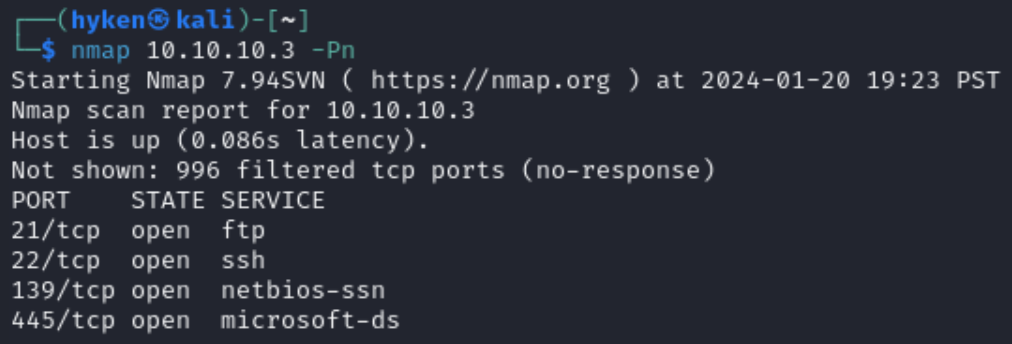 ┌──(hyken㉿kali)-[~]
└─$ nmap 10.10.10.3 -Pn
Starting Nmap 7.94SVN ( https://nmap.org ) at 2024-01-20 19:23 PST
Nmap scan report for 10.10.10.3
Host is up (0.086s latency).
Not shown: 996 filtered tcp ports (no-response)
PORT    STATE SERVICE
21/tcp  open  ftp
22/tcp  open  ssh
139/tcp open  netbios-ssn
445/tcp open  microsoft-ds